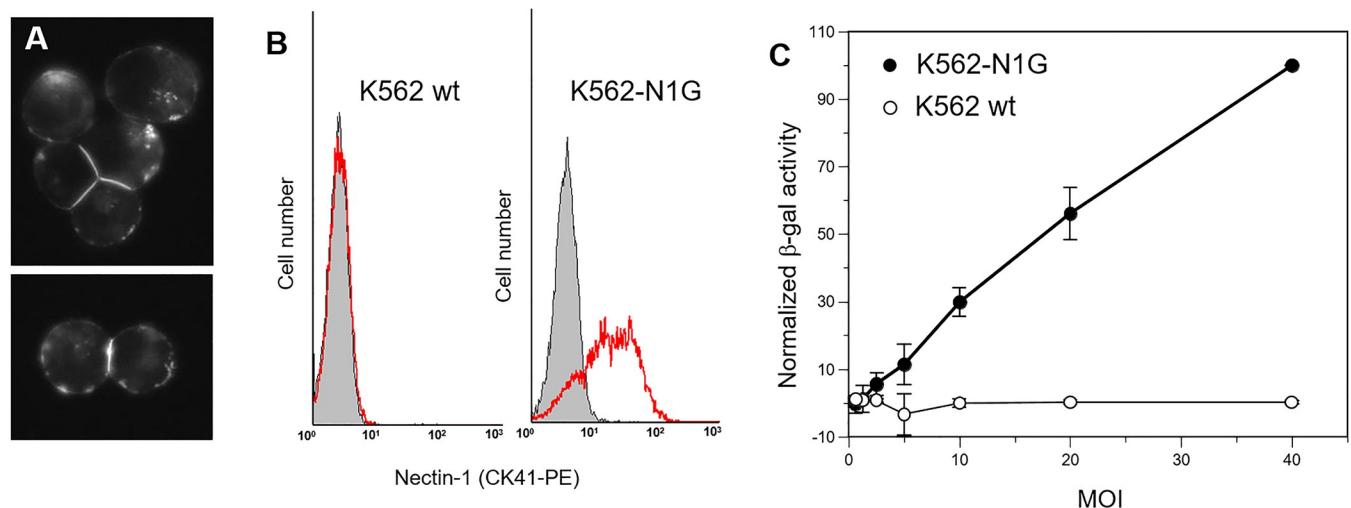 A
B
K562 wt
K562-N1G
Cell number
Cell number
10⁰ 10¹ 10² 10³
10⁰ 10¹ 10² 10³
Nectin-1 (CK41-PE)
C
K562-N1G
K562 wt
Normalized β-gal activity
110
90
70
50
30
10
-10
0 10 20 30 40
MOI